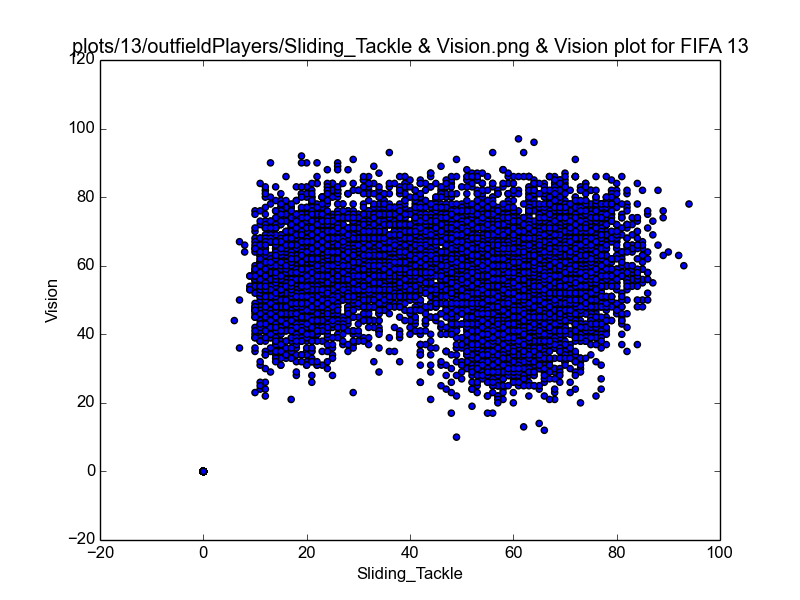 plots/13/outfieldPlayers/Sliding_Tackle & Vision.png & Vision plot for FIFA 13
120
100
80
60
40
20
0
−20
Vision
−20 0 20 40 60 80 100
Sliding_Tackle